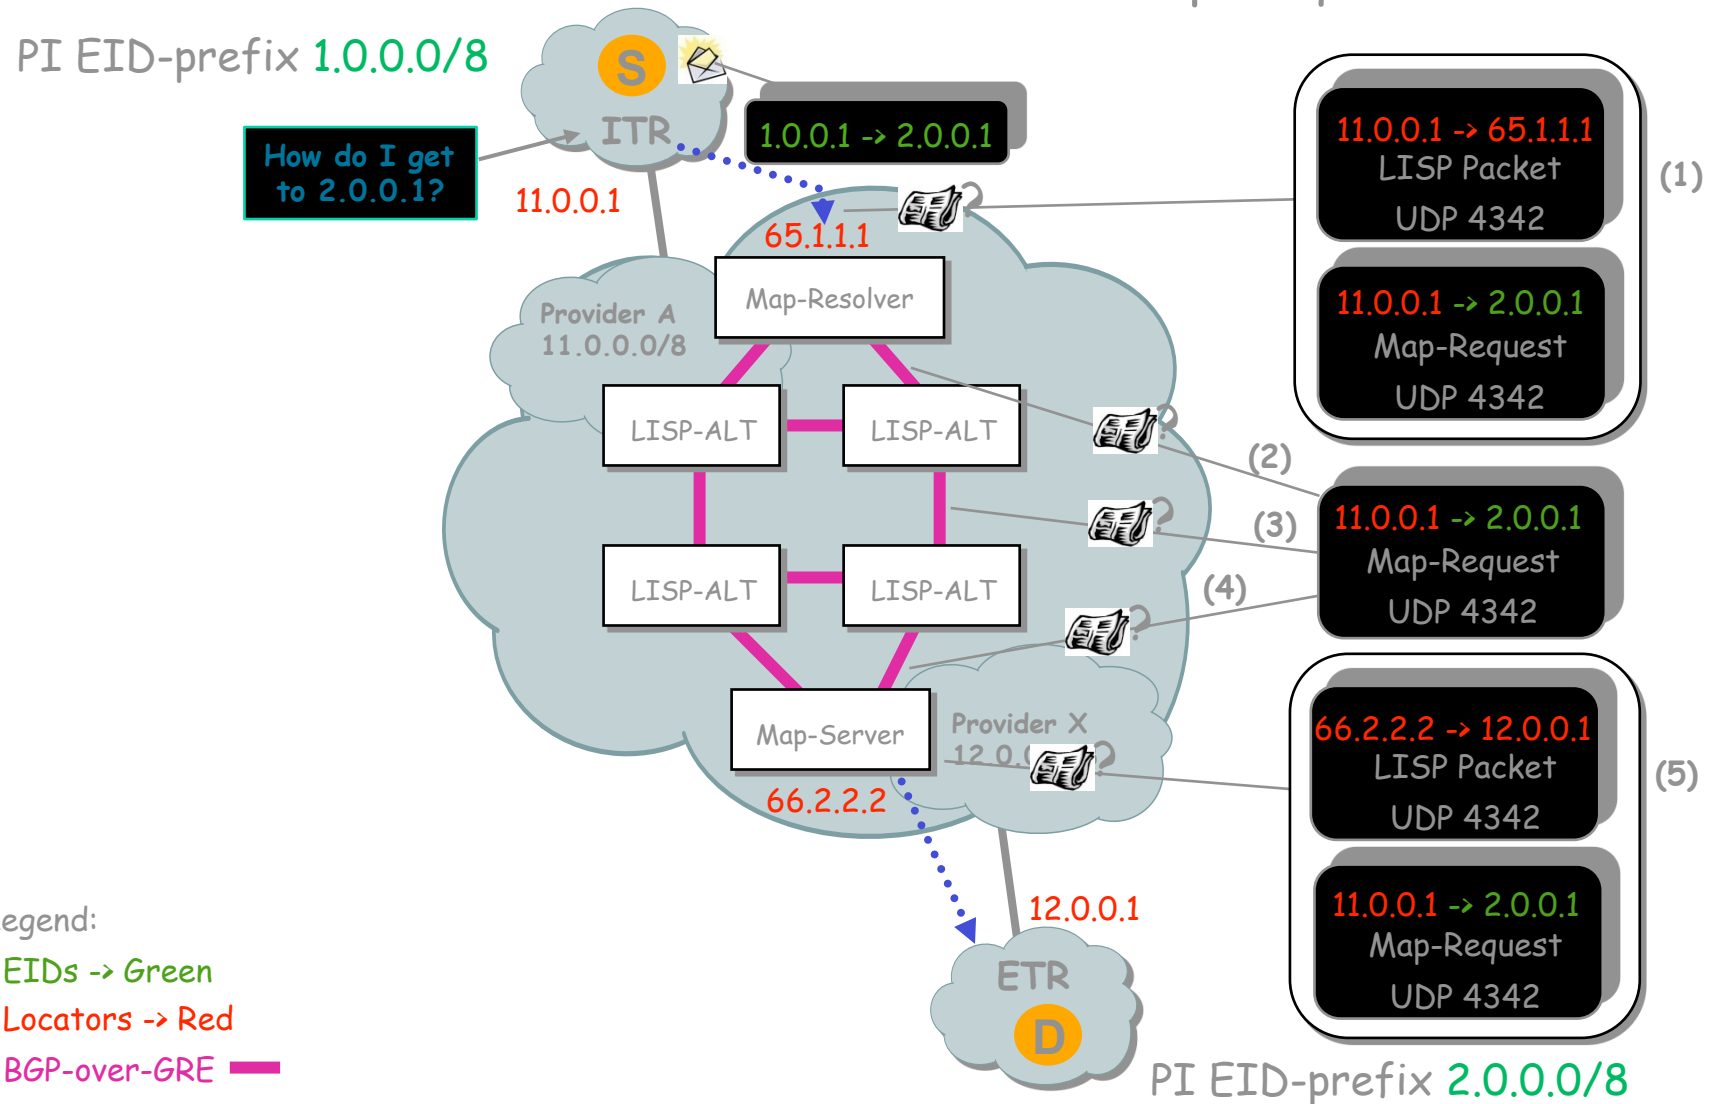 PI EID-prefix 1.0.0.0/8
S
ITR
1.0.0.1 -> 2.0.0.1
How do I get
to 2.0.0.1?
11.0.0.1
65.1.1.1
Map-Resolver
Provider A
11.0.0.0/8
LISP-ALT
LISP-ALT
LISP-ALT
LISP-ALT
Map-Server
Provider X
12.0.
66.2.2.2
12.0.0.1
ETR
D
PI EID-prefix 2.0.0.0/8
11.0.0.1 -> 65.1.1.1
LISP Packet
UDP 4342
(1)
11.0.0.1 -> 2.0.0.1
Map-Request
UDP 4342
(2)
(3)
(4)
11.0.0.1 -> 2.0.0.1
Map-Request
UDP 4342
66.2.2.2 -> 12.0.0.1
LISP Packet
UDP 4342
(5)
11.0.0.1 -> 2.0.0.1
Map-Request
UDP 4342
?
?
?
?
?
egend:
EIDs -> Green
Locators -> Red
BGP-over-GRE